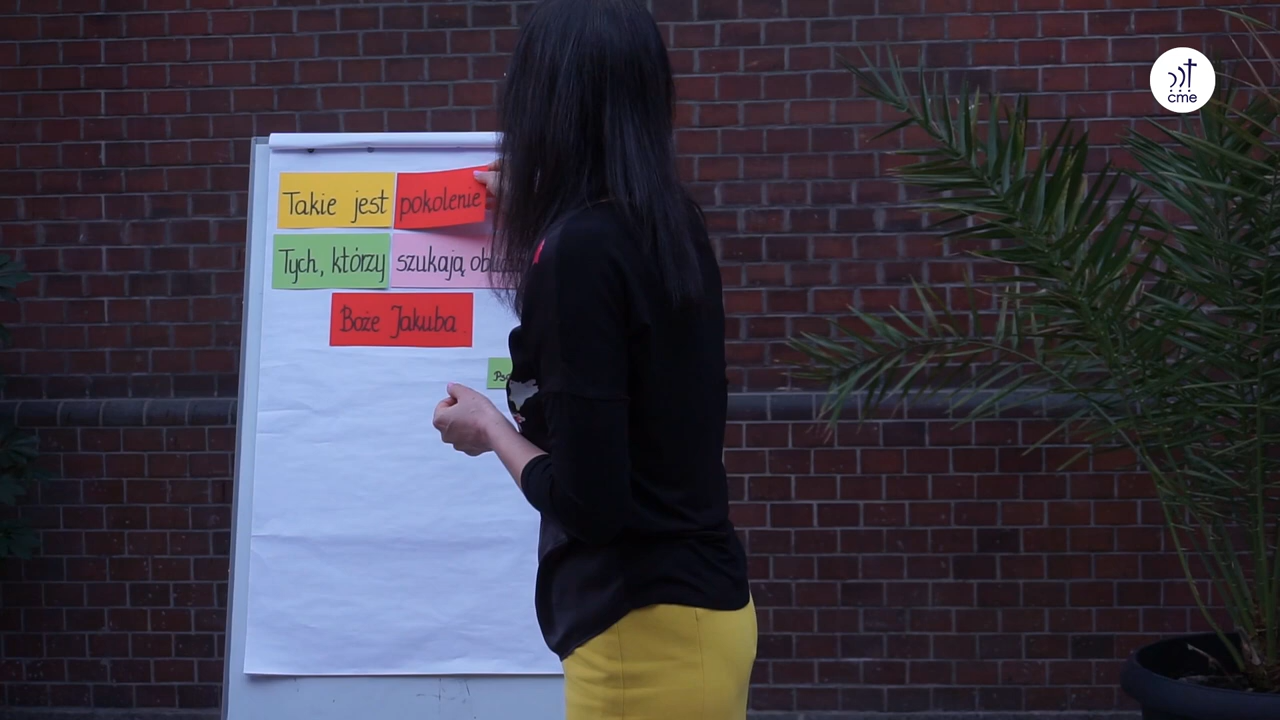 Takie jest pokolenie
Tych, którzy szukają
Boże Jakuba
cme